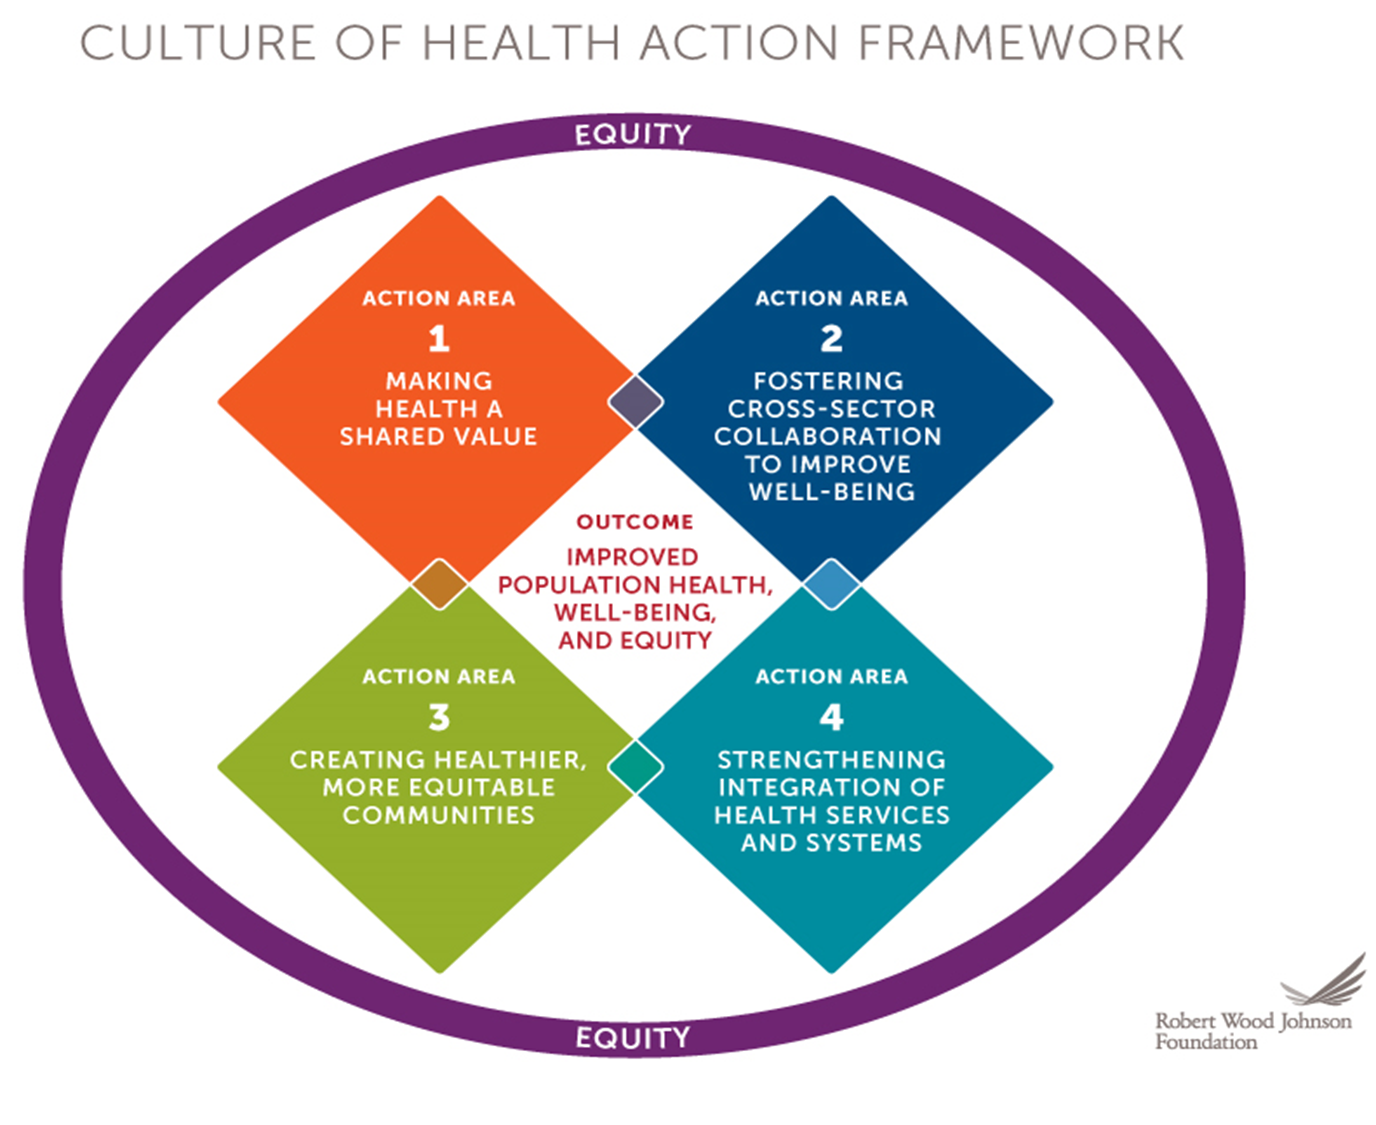 CULTURE OF HEALTH ACTION FRAMEWORK
EQUITY
ACTION AREA
1
MAKING
HEALTH A
SHARED VALUE
ACTION AREA
2
FOSTERING
CROSS-SECTOR
COLLABORATION
TO IMPROVE
WELL-BEING
OUTCOME
IMPROVED
POPULATION HEALTH,
WELL-BEING,
AND EQUITY
ACTION AREA
3
CREATING HEALTHIER,
MORE EQUITABLE
COMMUNITIES
ACTION AREA
4
STRENGTHENING
INTEGRATION OF
HEALTH SERVICES
AND SYSTEMS
EQUITY
Robert Wood Johnson
Foundation